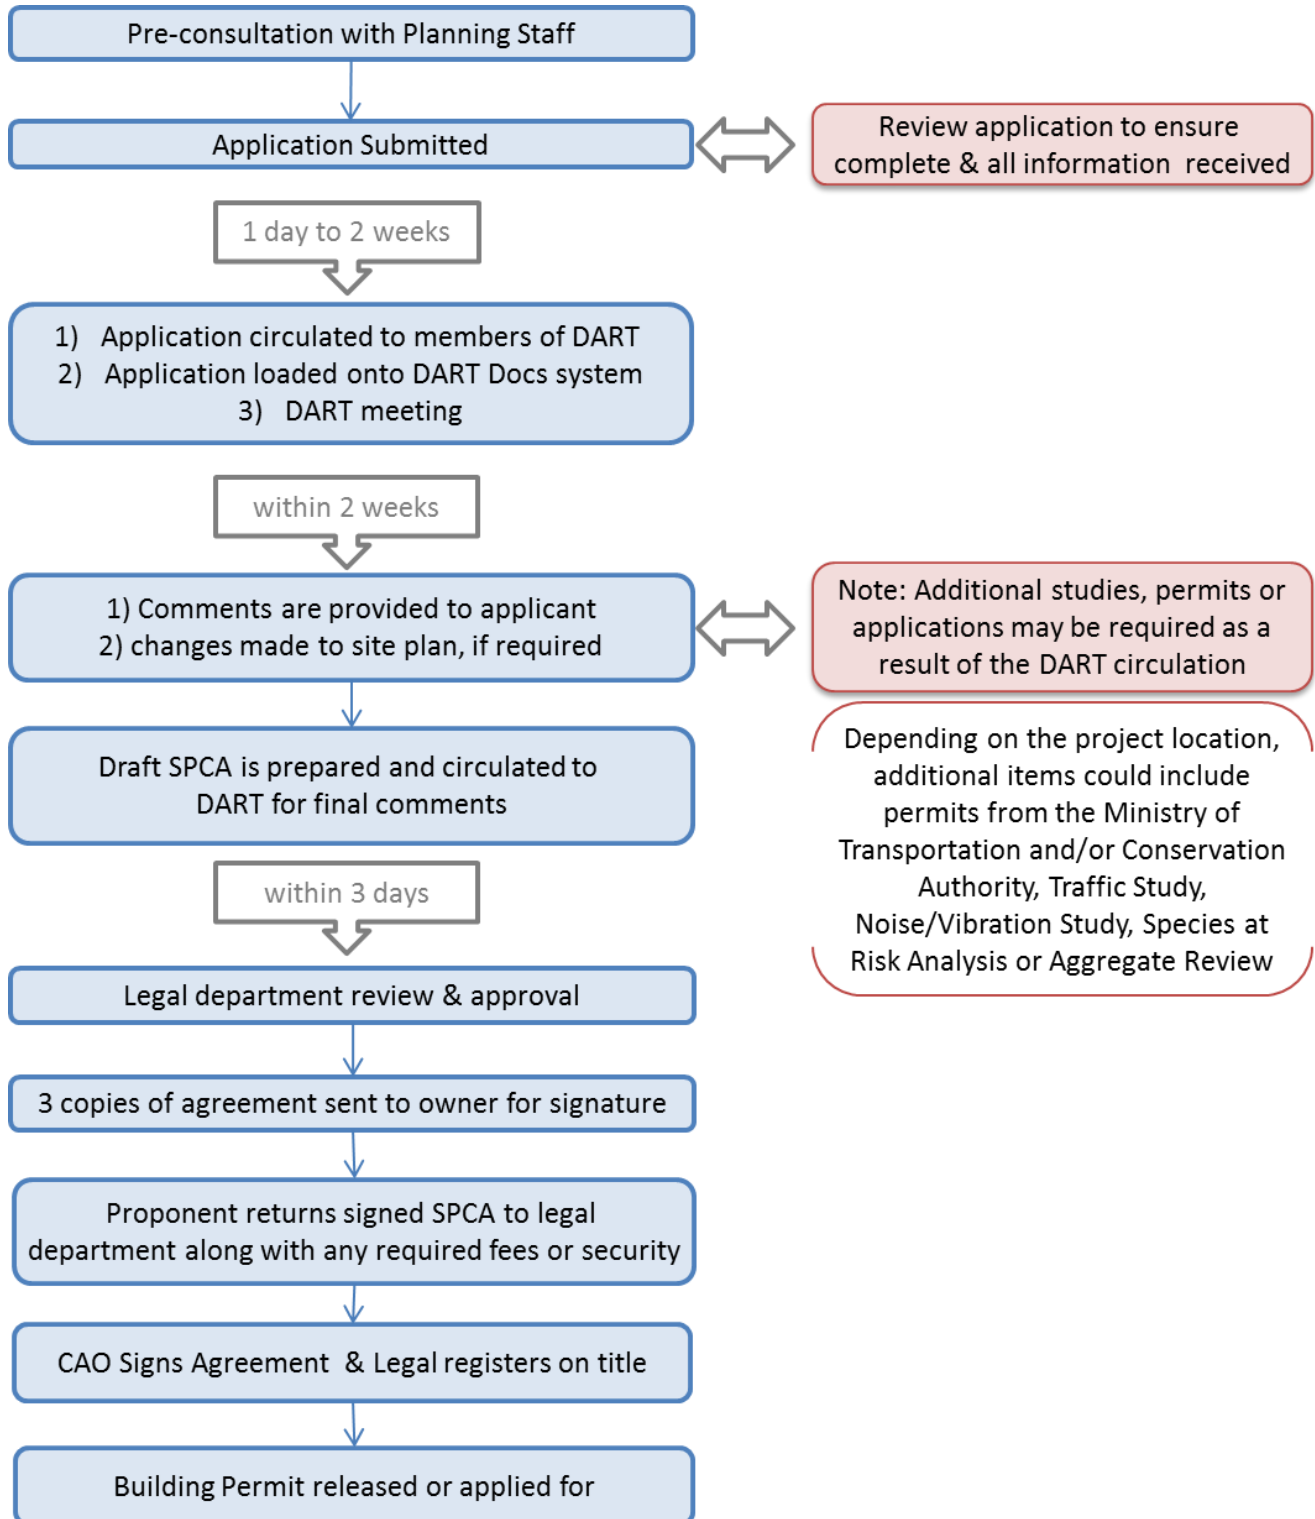 Pre-consultation with Planning Staff
Application Submitted
Review application to ensure
complete & all information received
1 day to 2 weeks
1) Application circulated to members of DART
2) Application loaded onto DART Docs system
3) DART meeting
within 2 weeks
1) Comments are provided to applicant
2) changes made to site plan, if required
Note: Additional studies, permits or
applications may be required as a
result of the DART circulation
Draft SPCA is prepared and circulated to
DART for final comments
Depending on the project location,
additional items could include
permits from the Ministry of
Transportation and/or Conservation
Authority, Traffic Study,
Noise/Vibration Study, Species at
Risk Analysis or Aggregate Review
within 3 days
Legal department review & approval
3 copies of agreement sent to owner for signature
Proponent returns signed SPCA to legal
department along with any required fees or security
CAO Signs Agreement & Legal registers on title
Building Permit released or applied for